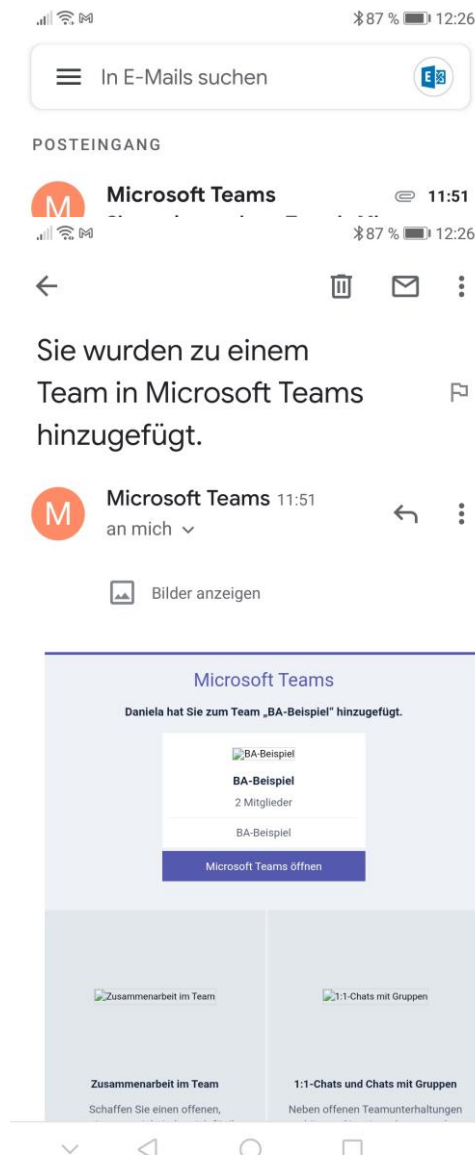 87 % 12:26
In E-Mails suchen
E
POSTEINGANG
M Microsoft Teams 11:51
87 % 12:26
Sie wurden zu einem
Team in Microsoft Teams
hinzugefügt.
M Microsoft Teams 11:51
an mich
Bilder anzeigen
Microsoft Teams
Daniela hat Sie zum Team „BA-Beispiel“ hinzugefügt.
BA-Beispiel
BA-Beispiel
2 Mitglieder
BA-Beispiel
Microsoft Teams öffnen
Zusammenarbeit im Team 1:1-Chats mit Gruppen
Zusammenarbeit im Team 1:1-Chats und Chats mit Gruppen
Schaffen Sie einen offenen, Neben offenen Teamunterhaltungen